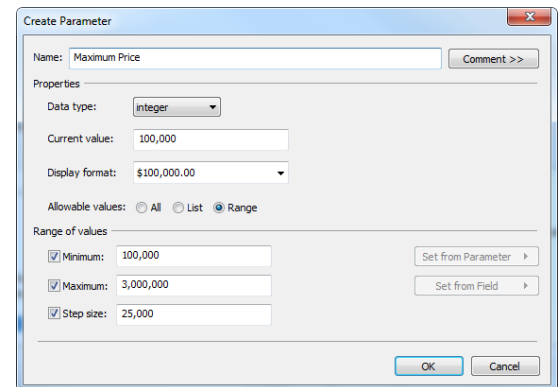 Create Parameter
Name: Maximum Price Comment >>
Properties
Data type: integer
Current value: 100,000
Display format: $100,000.00
Allowable values: All List Range
Range of values
Minimum: 100,000 Set from Parameter
Maximum: 3,000,000 Set from Field
Step size: 25,000
OK Cancel